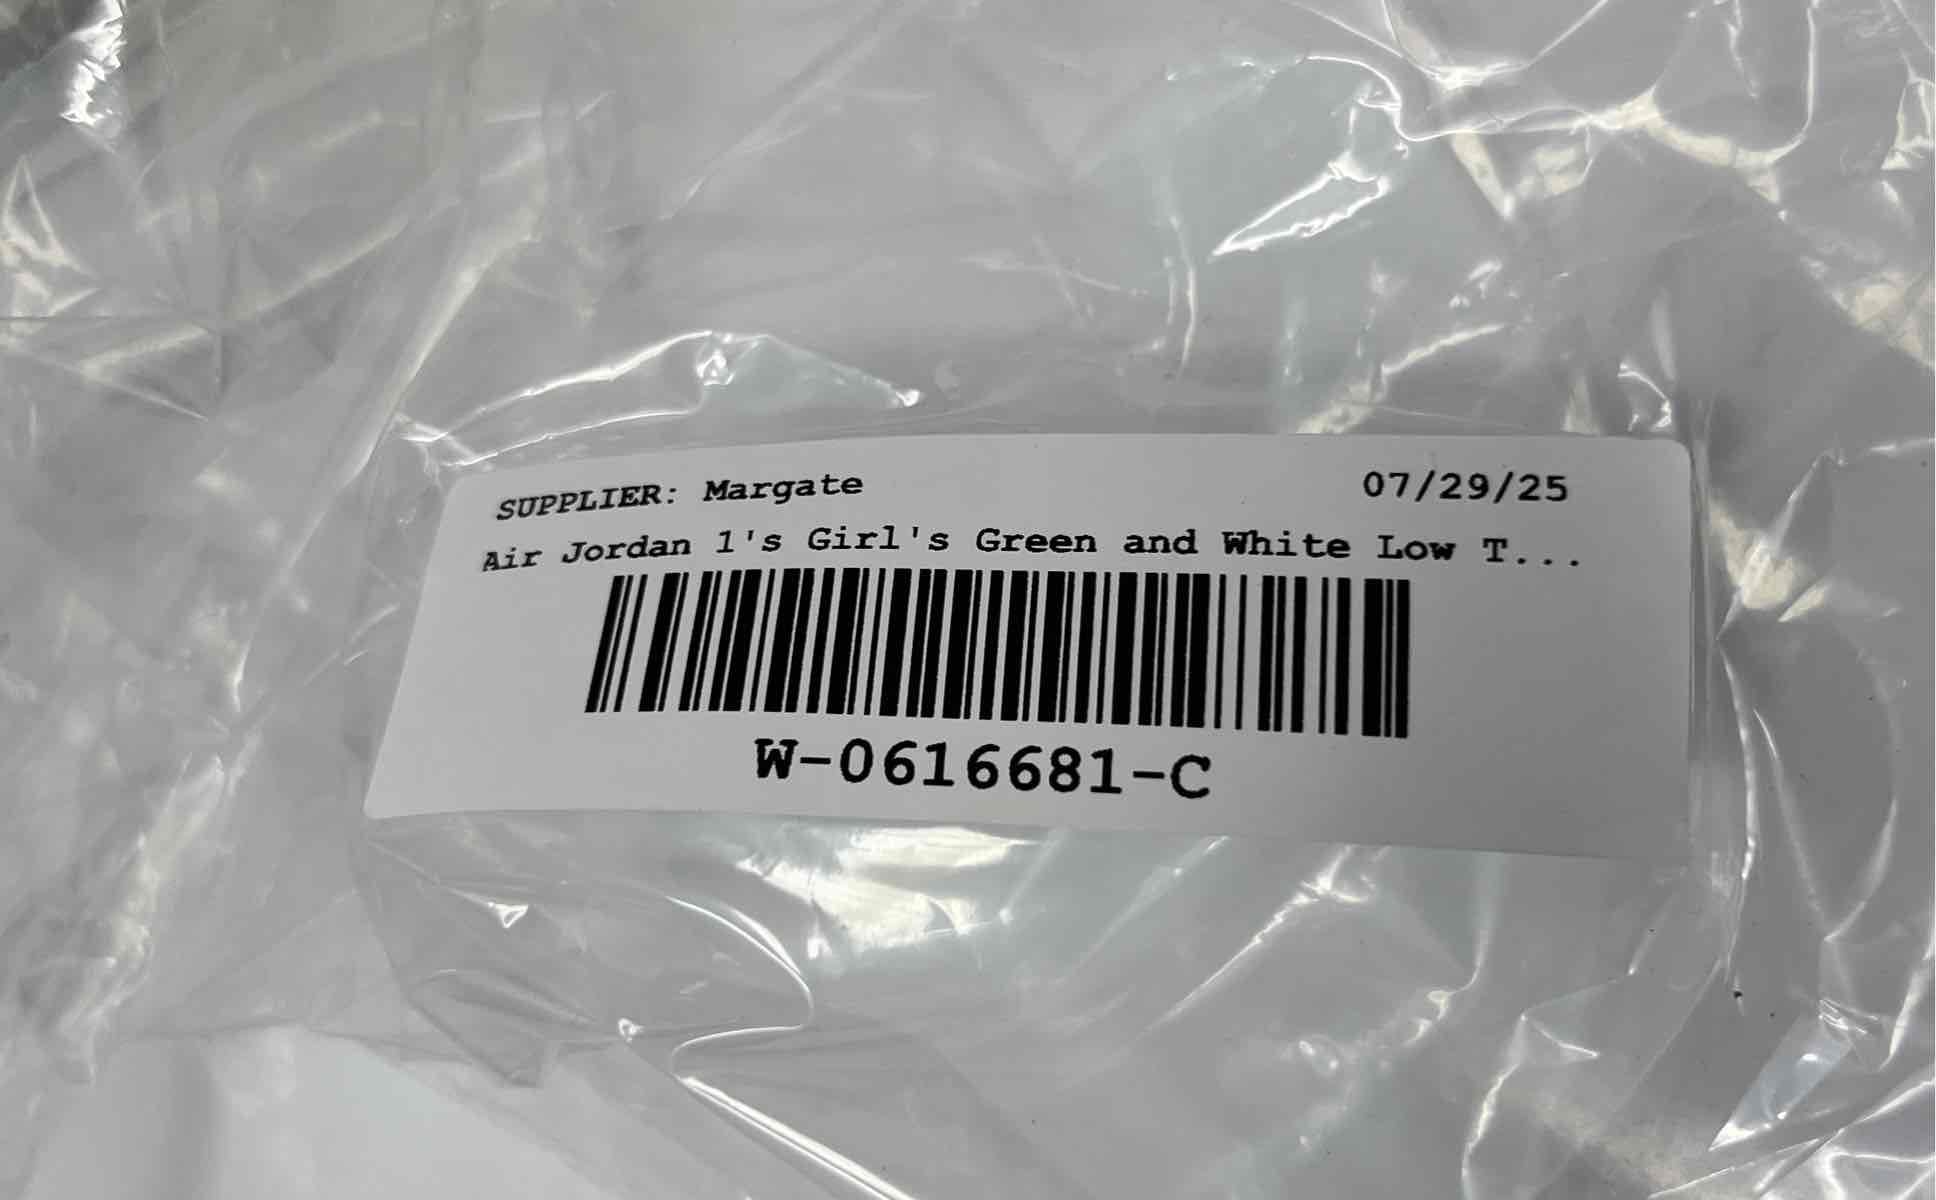 SUPPLIER: Margate 07/29/25
Air Jordan 1's Girl's Green and White Low T...
W-0616681-C